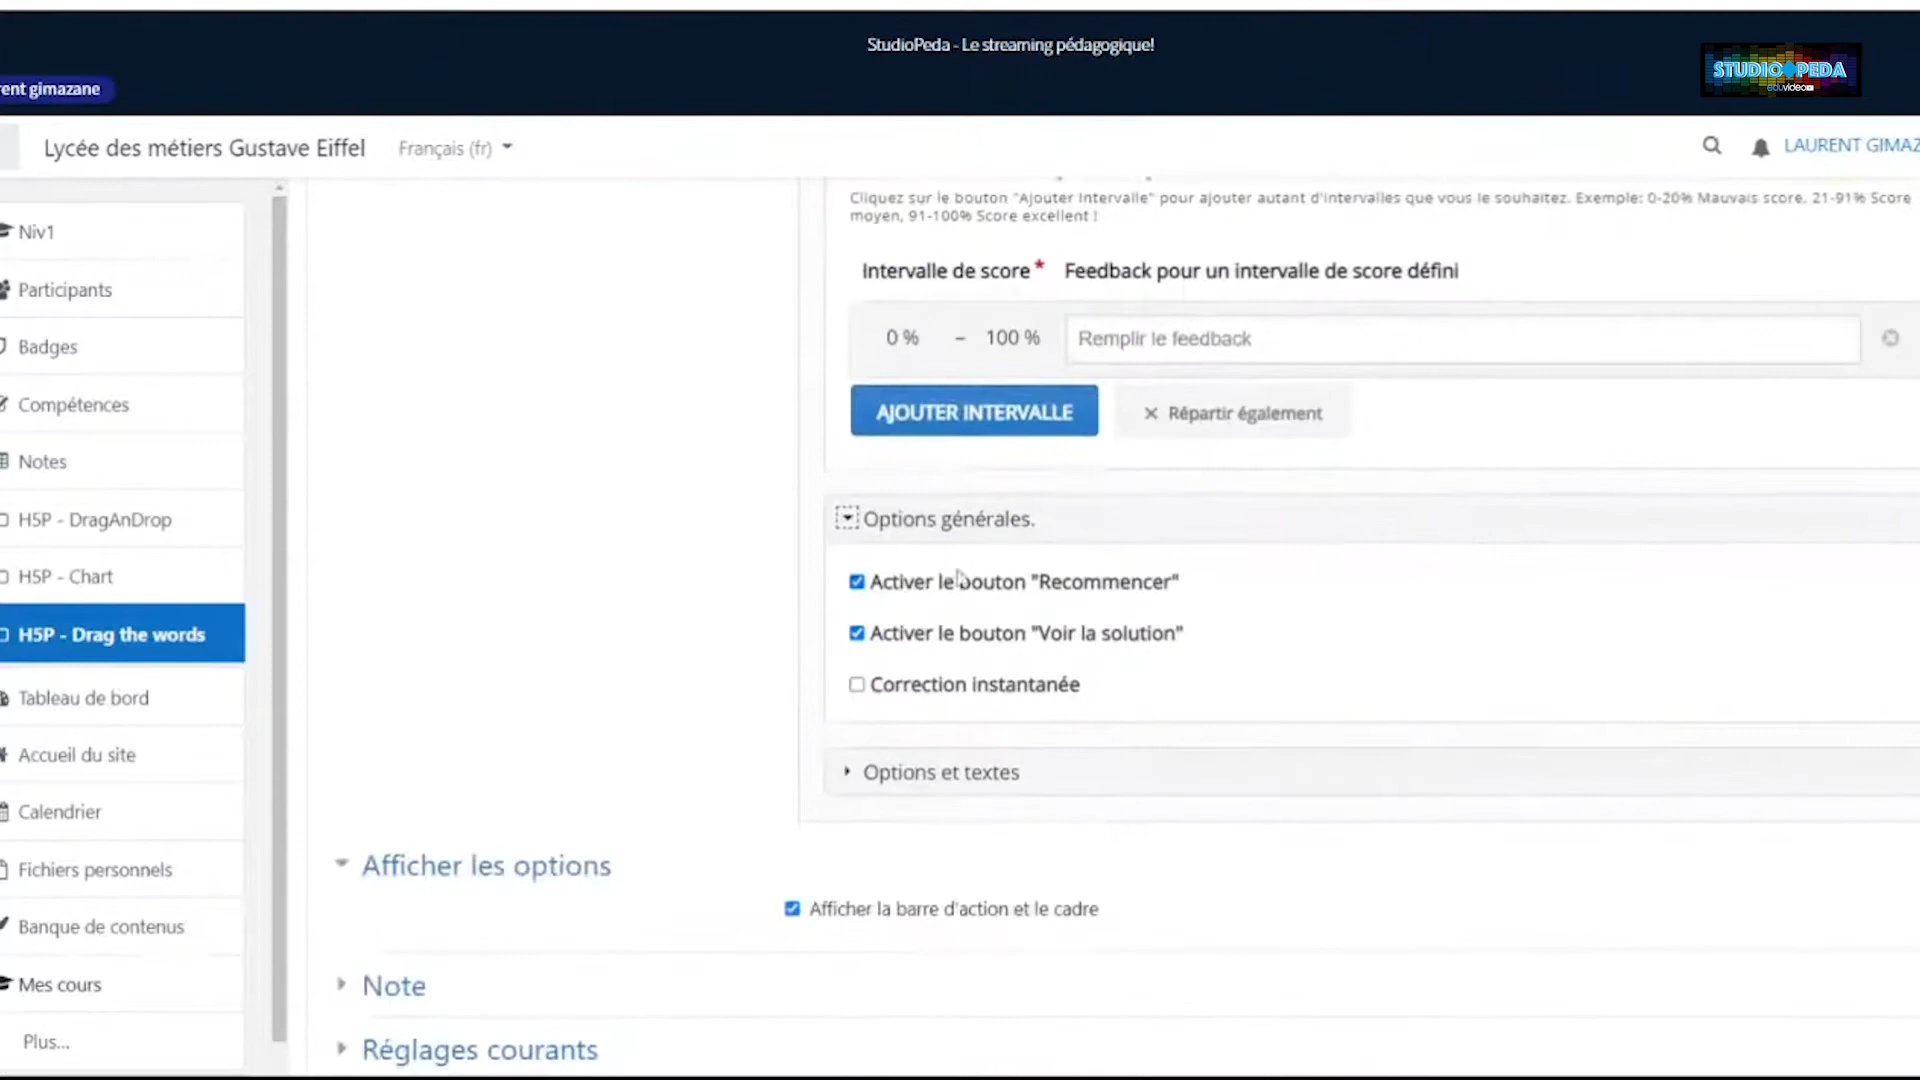 StudioPeda - Le streaming pédagogique!
STUDIO PEDA
eduvideo
rent gimazane
Lycée des métiers Gustave Eiffel
Français (fr)
LAURENT GIMAZ
Niv1
Participants
Badges
Compétences
Notes
H5P - DragAnDrop
H5P - Chart
H5P - Drag the words
Tableau de bord
Accueil du site
Calendrier
Fichiers personnels
Banque de contenus
Mes cours
Plus...
Cliquez sur le bouton "Ajouter Intervalle" pour ajouter autant d'intervalles que vous le souhaitez. Exemple: 0-20% Mauvais score, 21-91% Score
moyen, 91-100% Score excellent !
Intervalle de score * Feedback pour un intervalle de score défini
0 % – 100 % Remplir le feedback
AJOUTER INTERVALLE
Répartir également
Options générales.
Activer le bouton "Recommencer"
Activer le bouton "Voir la solution"
Correction instantanée
Options et textes
Afficher les options
Afficher la barre d'action et le cadre
Note
Réglages courants